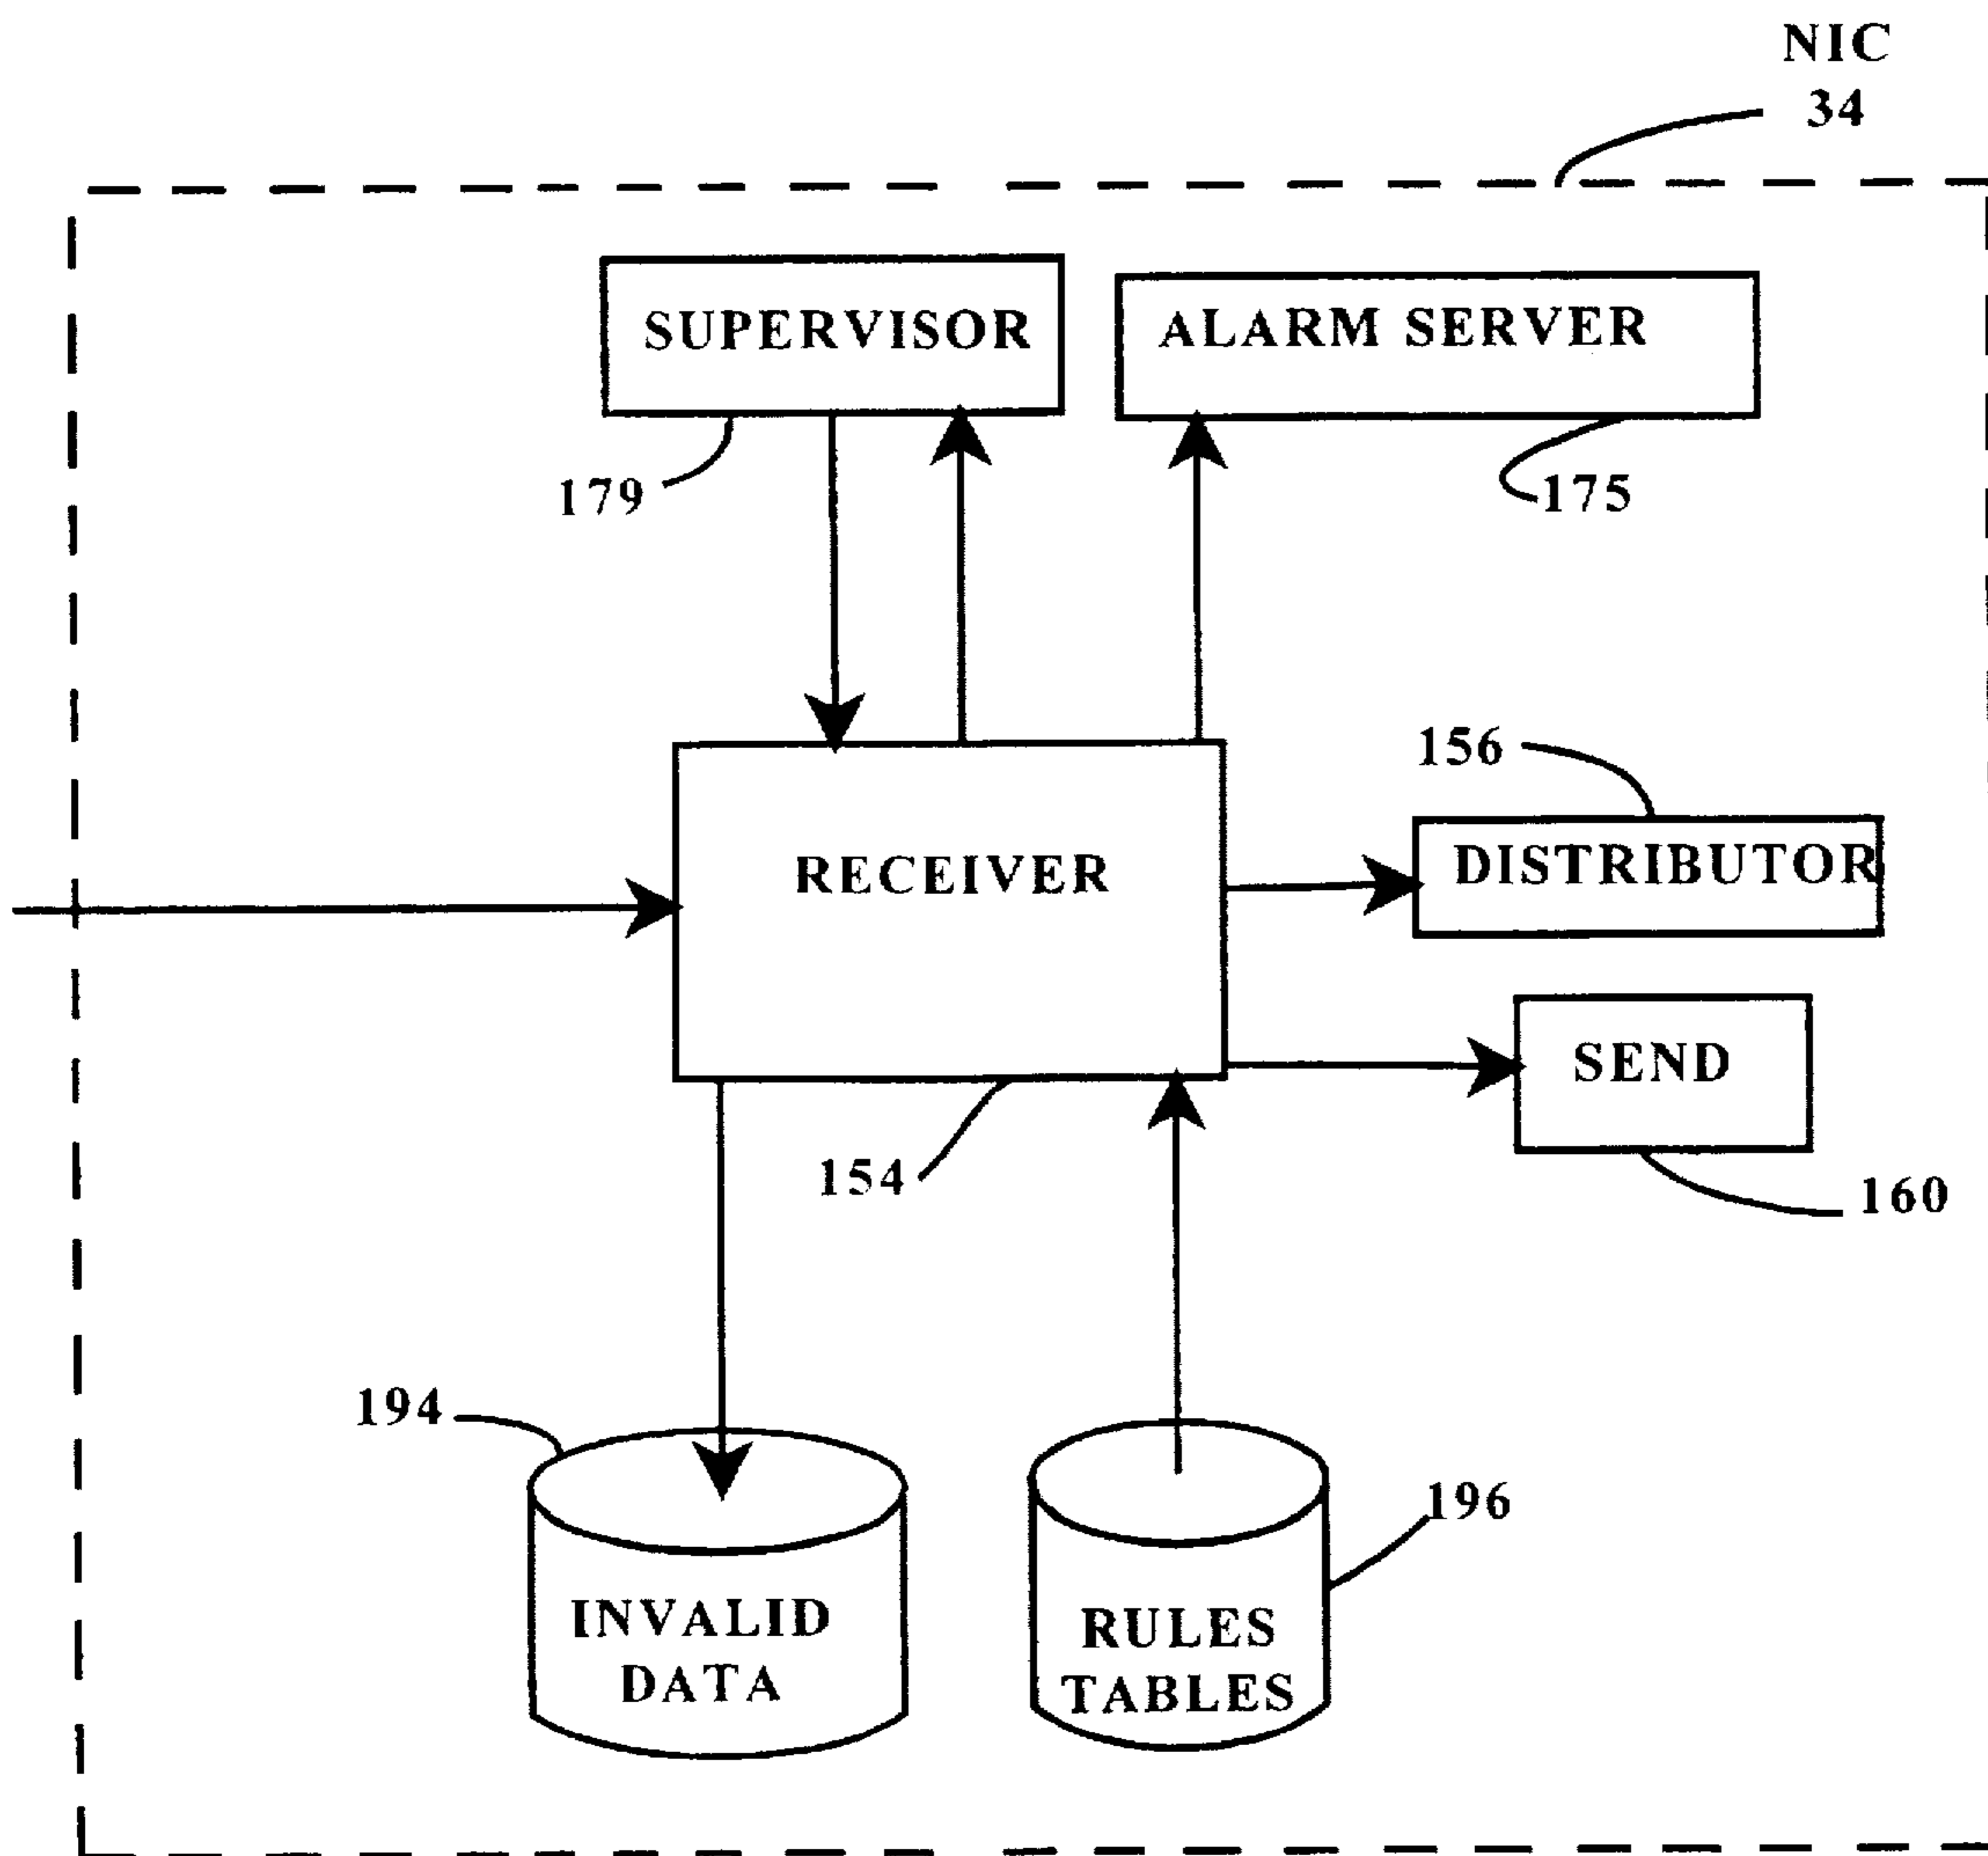 NIC
34
SUPERVISOR
ALARM SERVER
179
175
156
RECEIVER
DISTRIBUTOR
SEND
154
160
194
196
INVALID
DATA
RULES
TABLES